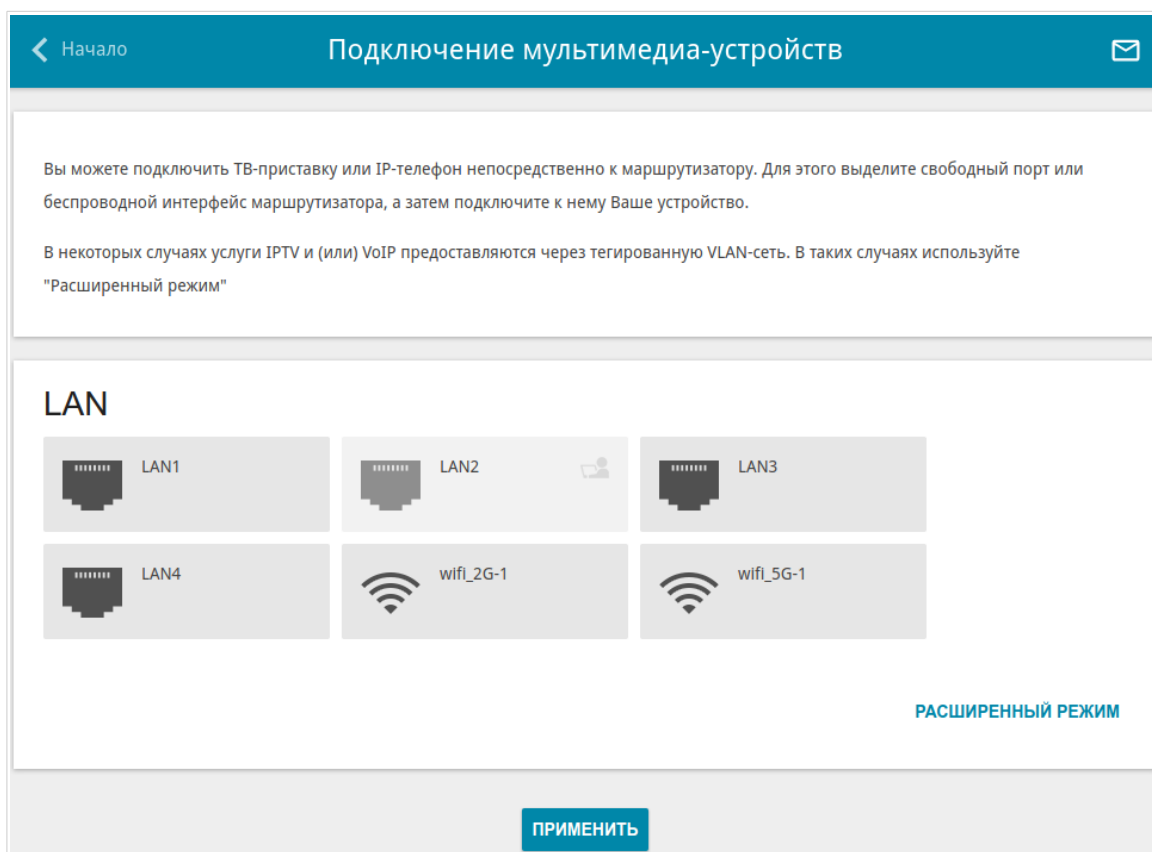 Начало
Подключение мультимедиа-устройств
Вы можете подключить ТВ-приставку или IP-телефон непосредственно к маршрутизатору. Для этого выделите свободный порт или
беспроводной интерфейс маршрутизатора, а затем подключите к нему Ваше устройство.
В некоторых случаях услуги IPTV и (или) VoIP предоставляются через тегированную VLAN-сеть. В таких случаях используйте
"Расширенный режим"
LAN
LAN1
LAN2
LAN3
LAN4
wifi_2G-1
wifi_5G-1
РАСШИРЕННЫЙ РЕЖИМ
ПРИМЕНИТЬ